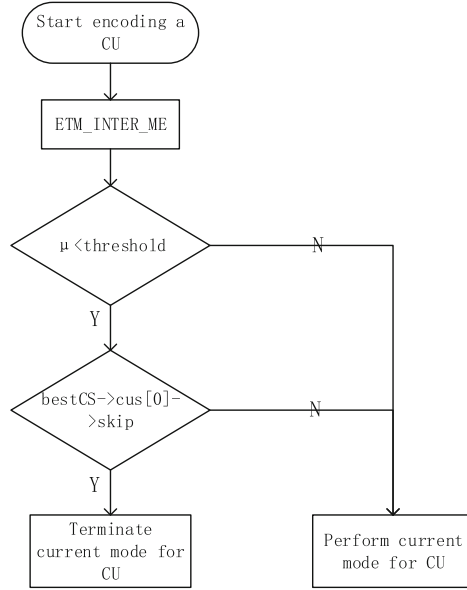 Start encoding a
CU
ETM_INTER_ME
μ<threshold
N
Y
bestCS->cus[0]-
>skip
N
Y
Terminate
current mode for
CU
Perform current
mode for CU